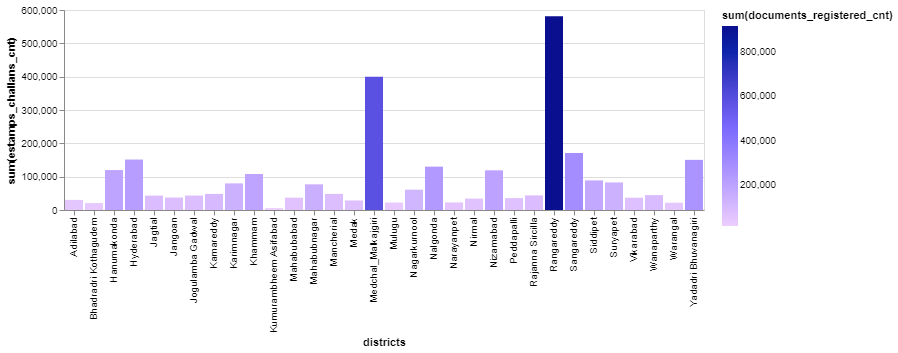 sum(documents_registered_cnt)
800,000
600,000
400,000
200,000
sum(estamps_challans_cnt)
600,000
500,000
400,000
300,000
200,000
100,000
0
Adilabad
Bhadradri Kothagudem
Hanumakonda
Hyderabad
Jagtial
Jangoan
Jogulamba Gadwal
Kamareddy
Karimnagar
Khammam
Kumurambheem Asifabad
Mahabubabad
Mahabubnagar
Mancherial
Medak
Medchal_Malkajgiri
Mulugu
Nagarkurnool
Nalgonda
Narayanpet
Nirmal
Nizamabad
Peddapalli
Rajanna Sircilla
Rangareddy
Sangareddy
Siddipet
Suryapet
Vikarabad
Wanaparthy
Warangal
Yadadri Bhuvanagiri
districts